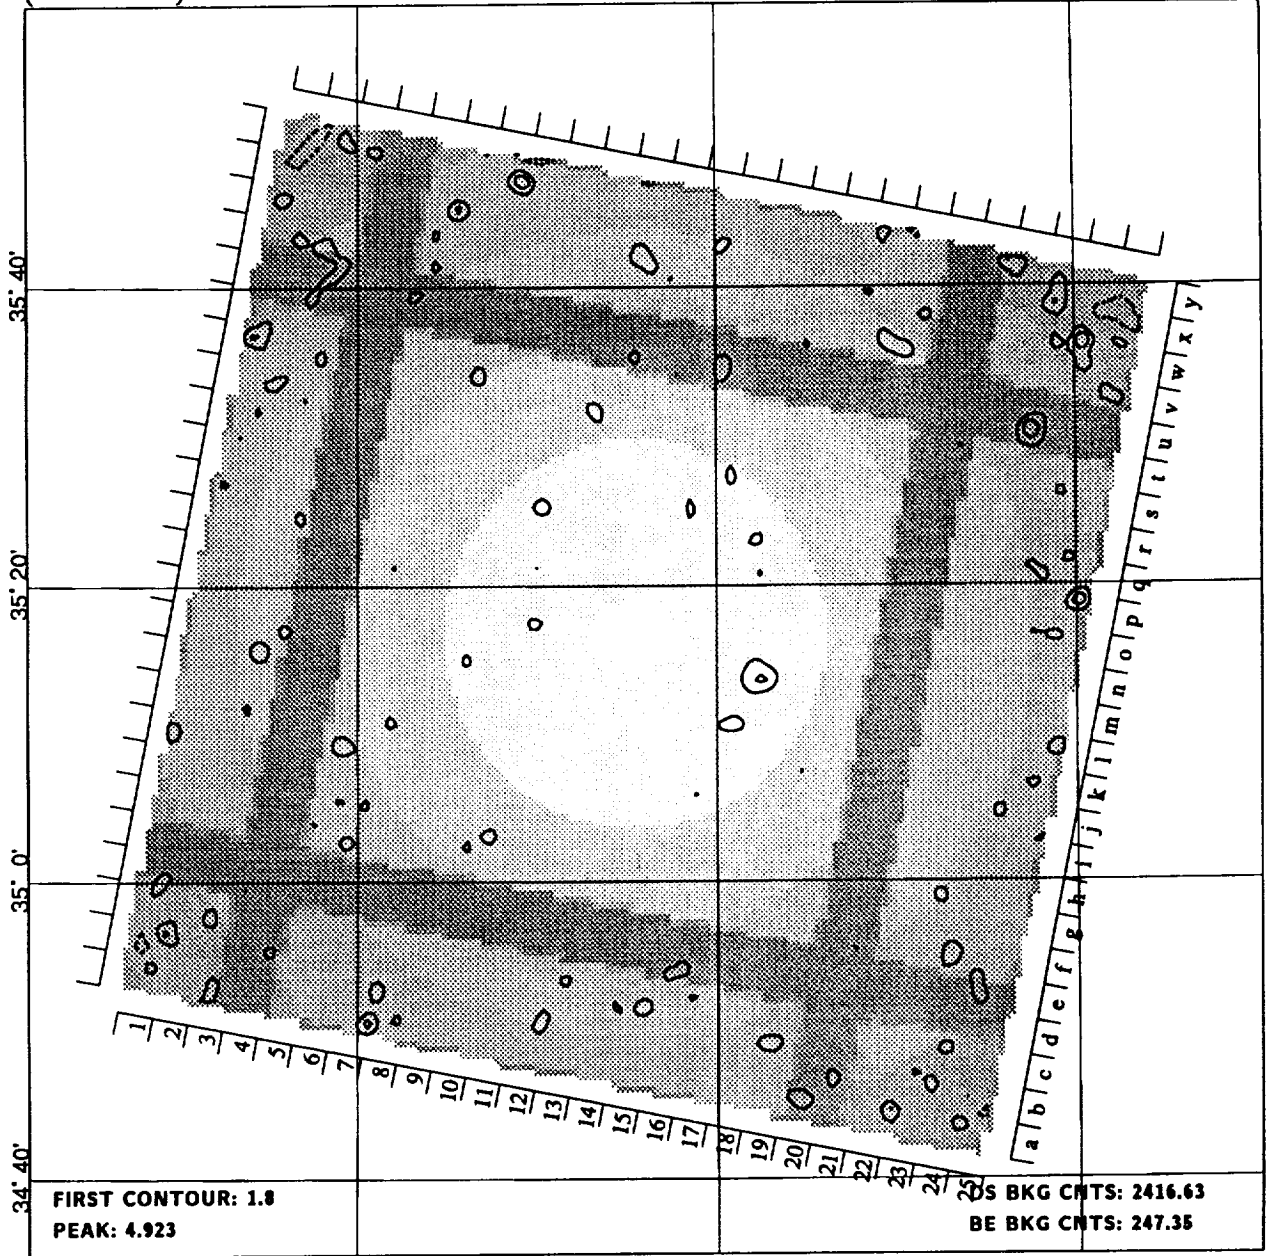 35° 40'
35° 20'
35° 0'
34° 40'
a b c d e f g h i j k l m n o p q r s t u v w x y
1 2 3 4 5 6 7 8 9 10 11 12 13 14 15 16 17 18 19 20 21 22 23 24 25
FIRST CONTOUR: 1.8
PEAK: 4.923
DS BKG CNTS: 2416.63
BE BKG CNTS: 247.35